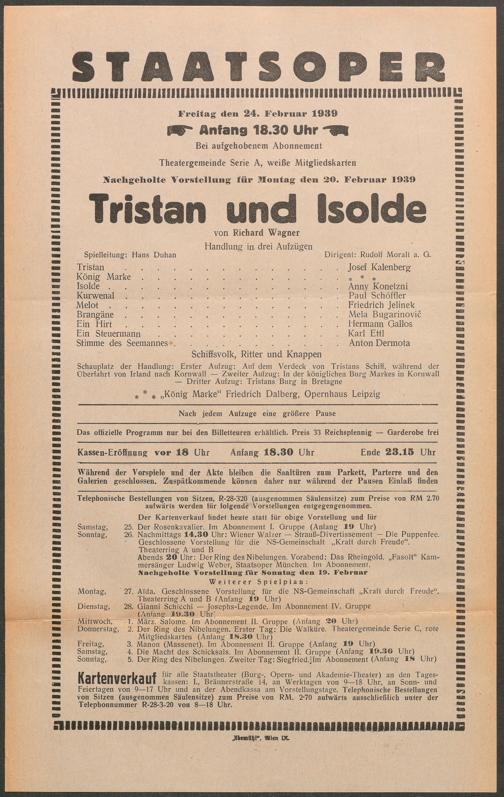 STAATSOPER
Freitag den 24. Februar 1939
Anfang 18.30 Uhr
Bei aufgehobenem Abonnement
Theatergemeinde Serie A, weiße Mitgliedskarten
Nachgeholte Vorstellung für Montag den 20. Februar 1939
Tristan und Isolde
von Richard Wagner
Handlung in drei Aufzügen
Spielleitung: Hans Duhan Dirigent: Rudolf Moralt a. G.
Tristan . . . . . . . . . . . Josef Kalenberg
König Marke . . . . . . . . . . * * *
Isolde . . . . . . . . . . . Anny Konetzni
Kurwenal . . . . . . . . . . . Paul Schöffler
Melot . . . . . . . . . . . Friedrich Jelinek
Brangäne . . . . . . . . . . . Mela Bugarinović
Ein Hirt . . . . . . . . . . . Hermann Gallos
Ein Steuermann . . . . . . . . . . Karl Ettl
Stimme des Seemannes . . . . . . . . . Anton Dermota
Schiffsvolk, Ritter und Knappen
Schauplatz der Handlung: Erster Aufzug: Auf dem Verdeck von Tristans Schiff, während der
Überfahrt von Irland nach Kornwall — Zweiter Aufzug: In der königlichen Burg Markes in Kornwall
— Dritter Aufzug: Tristans Burg in Bretagne
* * * „König Marke“ Friedrich Dalberg, Opernhaus Leipzig
Nach jedem Aufzuge eine größere Pause
Das offizielle Programm nur bei den Billetteuren erhältlich. Preis 33 Reichspfennig — Garderobe frei
Kassen-Eröffnung vor 18 Uhr Anfang 18.30 Uhr Ende 23.15 Uhr
Während der Vorspiele und der Akte bleiben die Saaltüren zum Parkett, Parterre und den
Galerien geschlossen. Zuspätkommende können daher nur während der Pausen Einlaß finden
Telephonische Bestellungen von Sitzen, R-28-320 (ausgenommen Säulensitze) zum Preise von RM 2.70
aufwärts werden für folgende Vorstellungen entgegengenommen.
Der Kartenverkauf findet heute statt für obige Vorstellung und für
Samstag, 25. Der Rosenkavalier. Im Abonnement I. Gruppe (Anfang 19 Uhr)
Sonntag, 26. Nachmittags 14.30 Uhr: Wiener Walzer — Strauß-Divertissement — Die Puppenfee.
Geschlossene Vorstellung für die NS-Gemeinschaft „Kraft durch Freude“.
Theaterring A und B
Abends 20 Uhr: Der Ring des Nibelungen. Vorabend: Das Rheingold. „Fasolt“ Kam-
mersänger Ludwig Weber, Staatsoper München. Im Abonnement.
Nachgeholte Vorstellung für Sonntag den 19. Februar
Weiterer Spielplan:
Montag, 27. Aida. Geschlossene Vorstellung für die NS-Gemeinschaft „Kraft durch Freude“.
Theaterring A und B (Anfang 19 Uhr)
Dienstag, 28. Gianni Schicchi — Josephs-Legende. Im Abonnement IV. Gruppe
(Anfang 19.30 Uhr)
Mittwoch, 1. März. Salome. Im Abonnement II. Gruppe (Anfang 20 Uhr)
Donnerstag, 2. Der Ring des Nibelungen. Erster Tag: Die Walküre. Theatergemeinde Serie C, rote
Mitgliedskarten (Anfang 18.30 Uhr)
Freitag, 3. Manon (Massenet). Im Abonnement II. Gruppe (Anfang 19 Uhr)
Samstag, 4. Die Macht des Schicksals. Im Abonnement II. Gruppe (Anfang 19.30 Uhr)
Sonntag, 5. Der Ring des Nibelungen. Zweiter Tag: Siegfried. Im Abonnement (Anfang 18 Uhr)
Kartenverkauf für alle Staatstheater (Burg-, Opern- und Akademie-Theater) an den Tages-
kassen: I., Bräunerstraße 14, an Werktagen von 9—18 Uhr, an Sonn- und
Feiertagen von 9—17 Uhr und an der Abendkassa am Vorstellungstage. Telephonische Bestellungen
von Sitzen (ausgenommen Säulensitze) zum Preise von RM. 2·70 aufwärts ausschließlich unter der
Telephonnummer R-28-3-20 von 8—18 Uhr.
Wien IX.